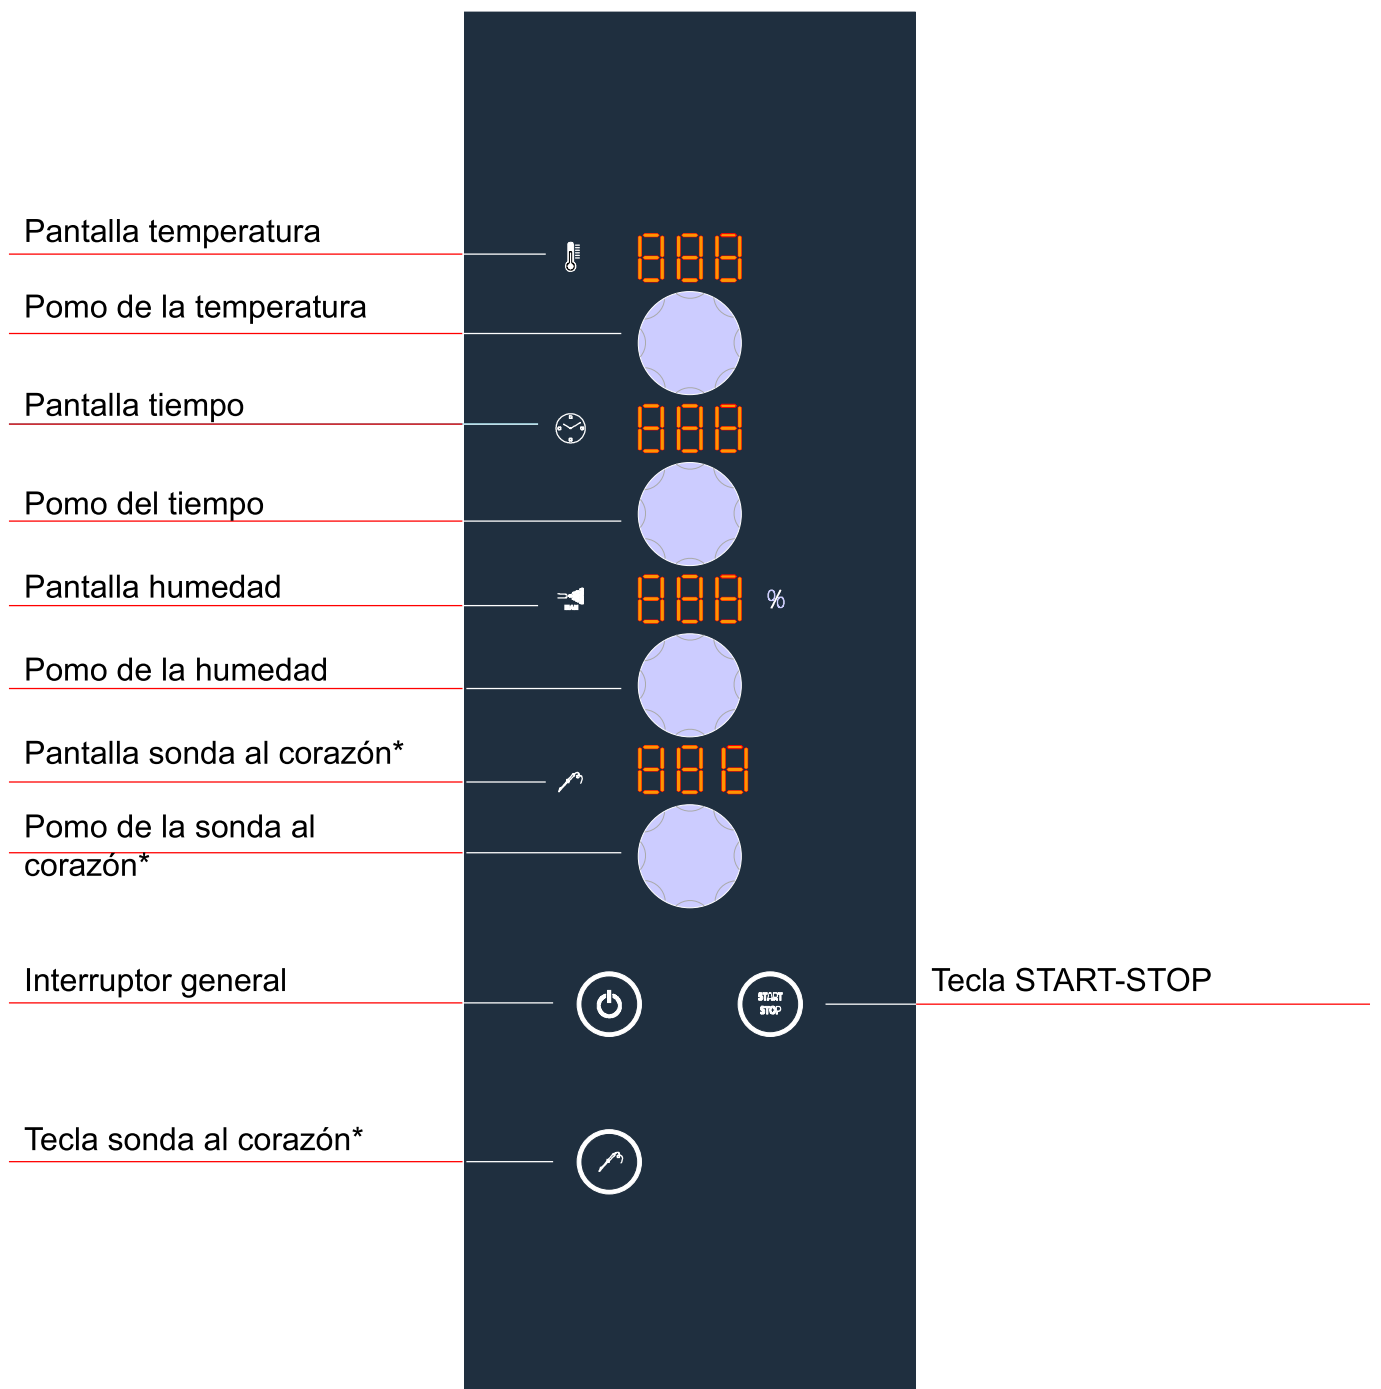 Pantalla temperatura
888
Pomo de la temperatura
Pantalla tiempo
888
Pomo del tiempo
Pantalla humedad
888 %
Pomo de la humedad
Pantalla sonda al corazón*
888
Pomo de la sonda al
corazón*
Interruptor general
START
STOP
Tecla START-STOP
Tecla sonda al corazón*